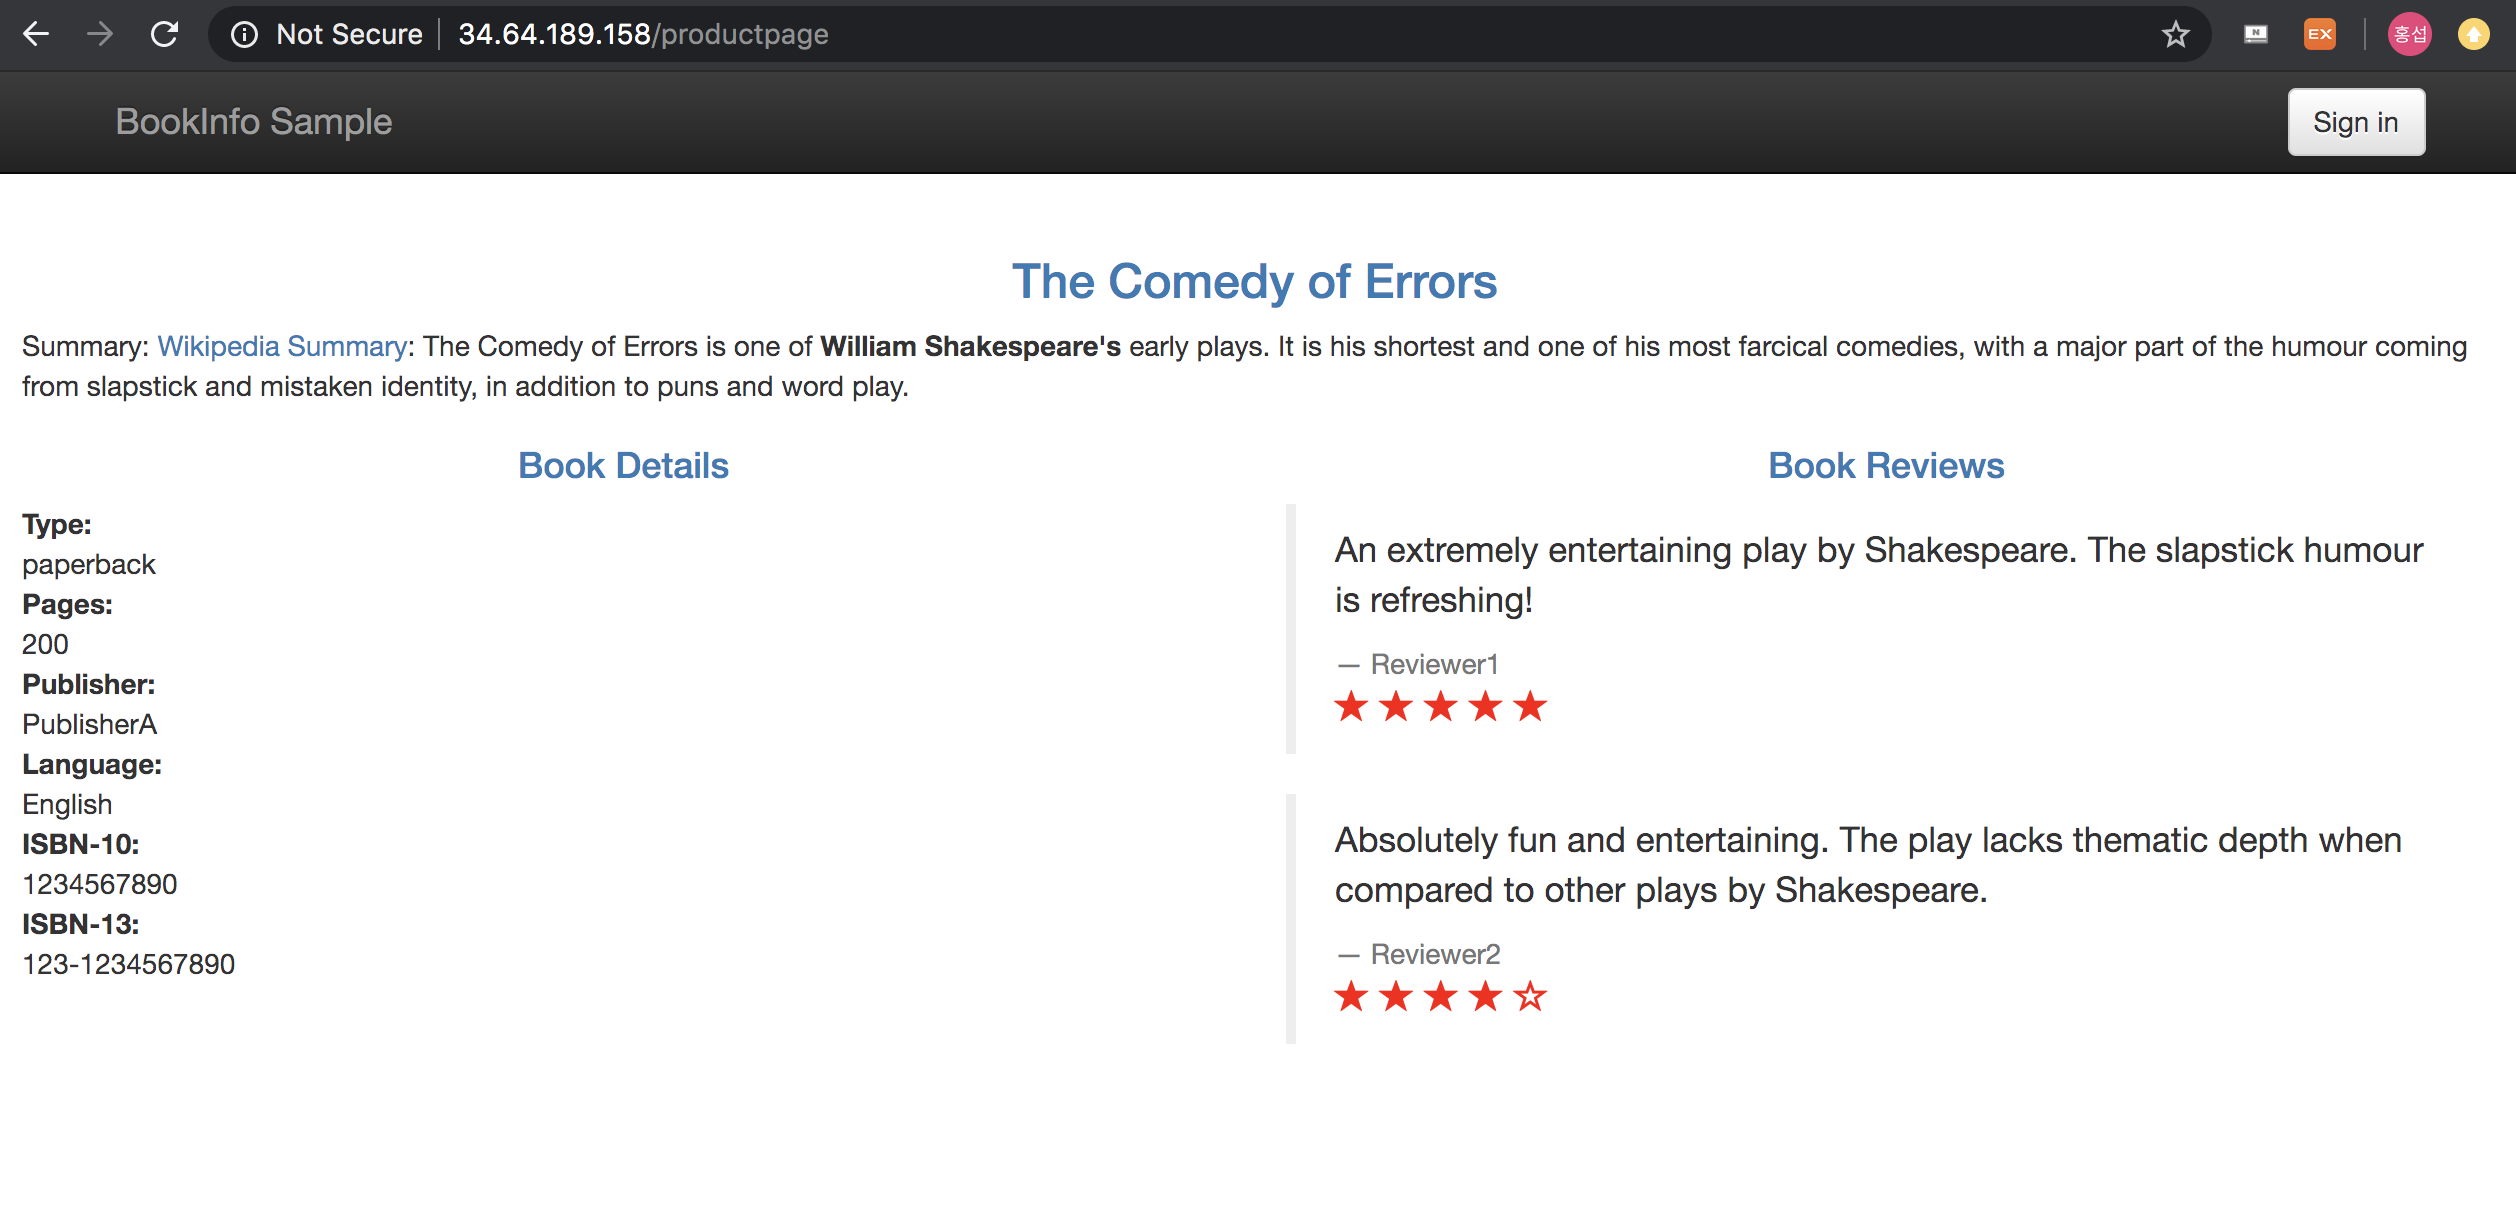 Not Secure | 34.64.189.158/productpage
EX
홍섭
BookInfo Sample
Sign in
The Comedy of Errors
Summary: Wikipedia Summary: The Comedy of Errors is one of William Shakespeare's early plays. It is his shortest and one of his most farcical comedies, with a major part of the humour coming
from slapstick and mistaken identity, in addition to puns and word play.
Book Details
Type:
paperback
Pages:
200
Publisher:
PublisherA
Language:
English
ISBN-10:
1234567890
ISBN-13:
123-1234567890
Book Reviews
An extremely entertaining play by Shakespeare. The slapstick humour
is refreshing!
— Reviewer1
★★★★★
Absolutely fun and entertaining. The play lacks thematic depth when
compared to other plays by Shakespeare.
— Reviewer2
★★★★☆